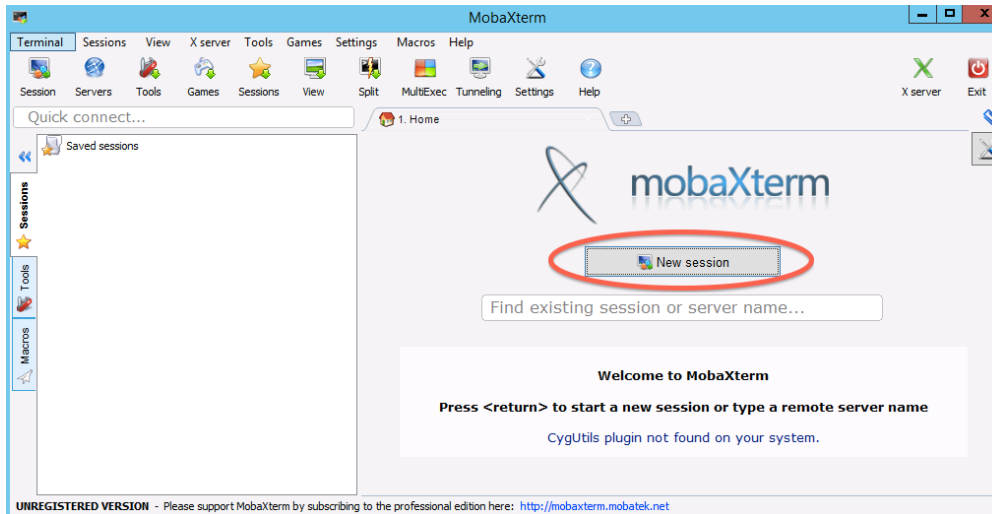 MobaXterm
Terminal Sessions View X server Tools Games Settings Macros Help
Session Servers Tools Games Sessions View Split MultiExec Tunneling Settings Help X server Exit
Quick connect...
1. Home
Saved sessions
Sessions
Tools
Macros
mobaXterm
New session
Find existing session or server name...
Welcome to MobaXterm
Press <return> to start a new session or type a remote server name
CygUtils plugin not found on your system.
UNREGISTERED VERSION - Please support MobaXterm by subscribing to the professional edition here: http://mobaxterm.mobatek.net